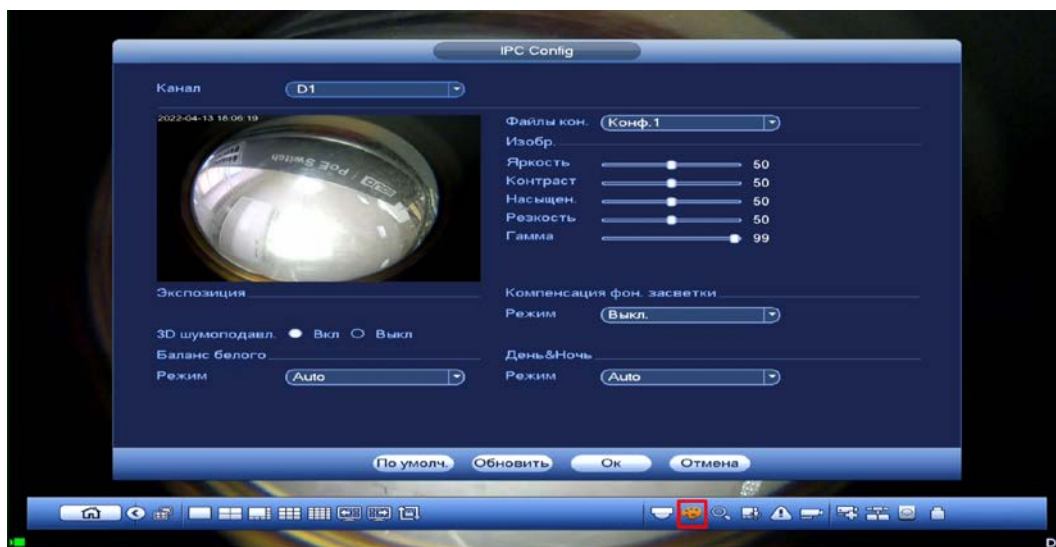 IPC Config
Канал D1
2022-04-13 18:06:19
PoE Switch
Файлы кон. Конф.1
Изобр.
Яркость 50
Контраст 50
Насыщен. 50
Резкость 50
Гамма 99
Экспозиция
3D шумоподавл. Вкл Выкл
Компенсация фон. засветки
Режим Выкл.
Баланс белого
Режим Auto
День&Ночь
Режим Auto
По умолч. Обновить Ок Отмена
D